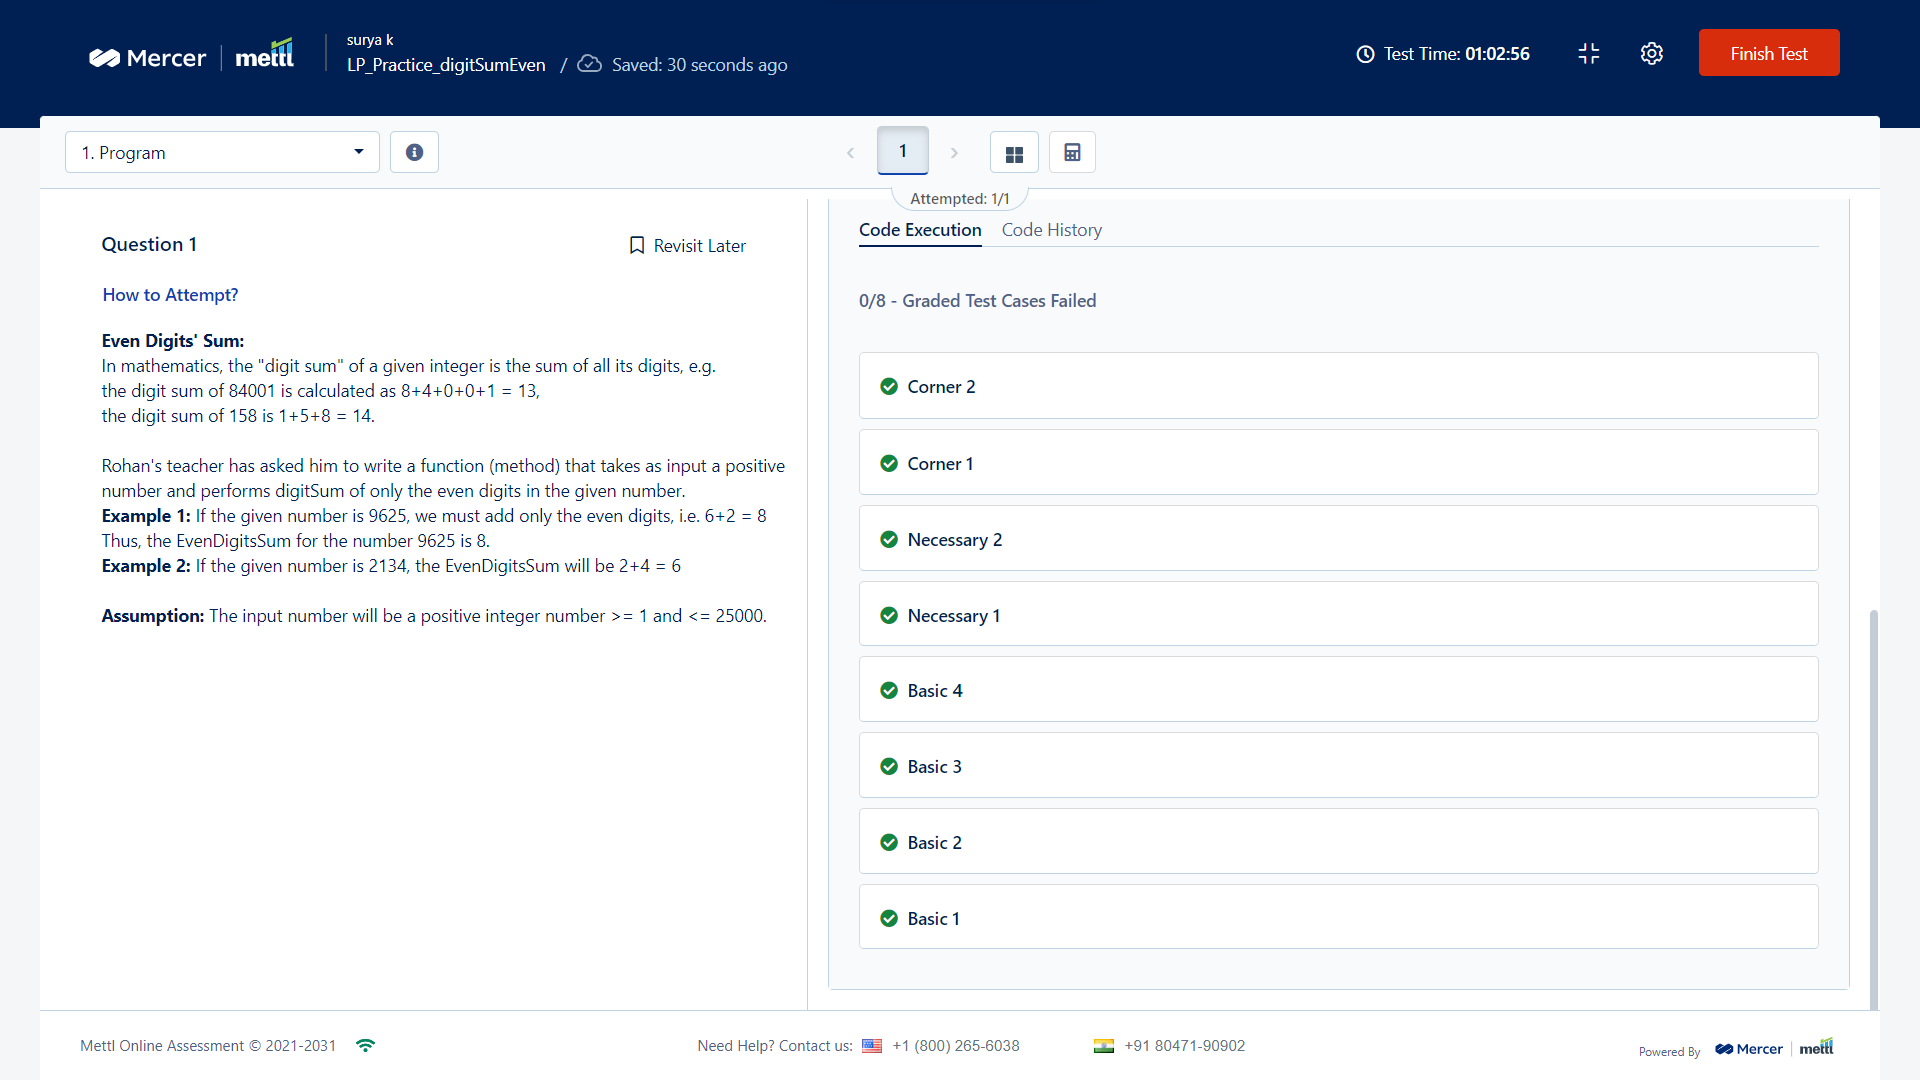 Mercer
mettl
surya k
LP_Practice_digitSumEven / Saved: 30 seconds ago
Test Time: 01:02:56
Finish Test
1. Program
1
Attempted: 1/1
Question 1
Revisit Later
How to Attempt?
Even Digits' Sum:
In mathematics, the "digit sum" of a given integer is the sum of all its digits, e.g.
the digit sum of 84001 is calculated as 8+4+0+0+1 = 13,
the digit sum of 158 is 1+5+8 = 14.
Rohan's teacher has asked him to write a function (method) that takes as input a positive
number and performs digitSum of only the even digits in the given number.
Example 1: If the given number is 9625, we must add only the even digits, i.e. 6+2 = 8
Thus, the EvenDigitsSum for the number 9625 is 8.
Example 2: If the given number is 2134, the EvenDigitsSum will be 2+4 = 6
Assumption: The input number will be a positive integer number >= 1 and <= 25000.
Code Execution
Code History
0/8 - Graded Test Cases Failed
Corner 2
Corner 1
Necessary 2
Necessary 1
Basic 4
Basic 3
Basic 2
Basic 1
Mettl Online Assessment © 2021-2031
Need Help? Contact us: +1 (800) 265-6038
+91 80471-90902
Powered By Mercer mettl